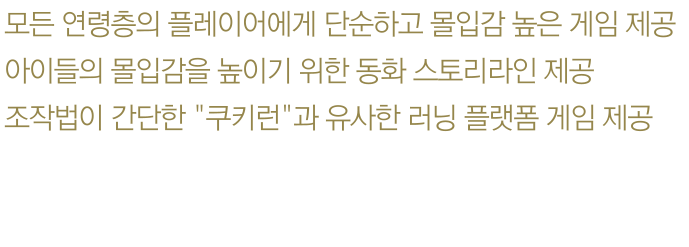 모든 연령층의 플레이어에게 단순하고 몰입감 높은 게임 제공
아이들의 몰입감을 높이기 위한 동화 스토리라인 제공
조작법이 간단한 "쿠키런"과 유사한 러닝 플랫폼 게임 제공